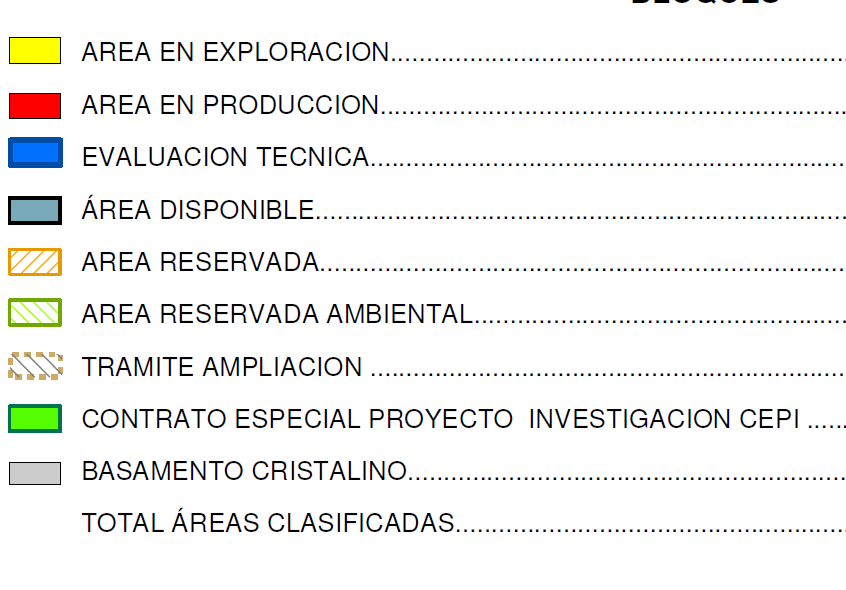 BLOQUES
AREA EN EXPLORACION......................................................
AREA EN PRODUCCION.......................................................
EVALUACION TECNICA........................................................
ÁREA DISPONIBLE................................................................
AREA RESERVADA...............................................................
AREA RESERVADA AMBIENTAL..........................................
TRAMITE AMPLIACION ........................................................
CONTRATO ESPECIAL PROYECTO  INVESTIGACION CEPI ......
BASAMENTO CRISTALINO...................................................
TOTAL ÁREAS CLASIFICADAS............................................